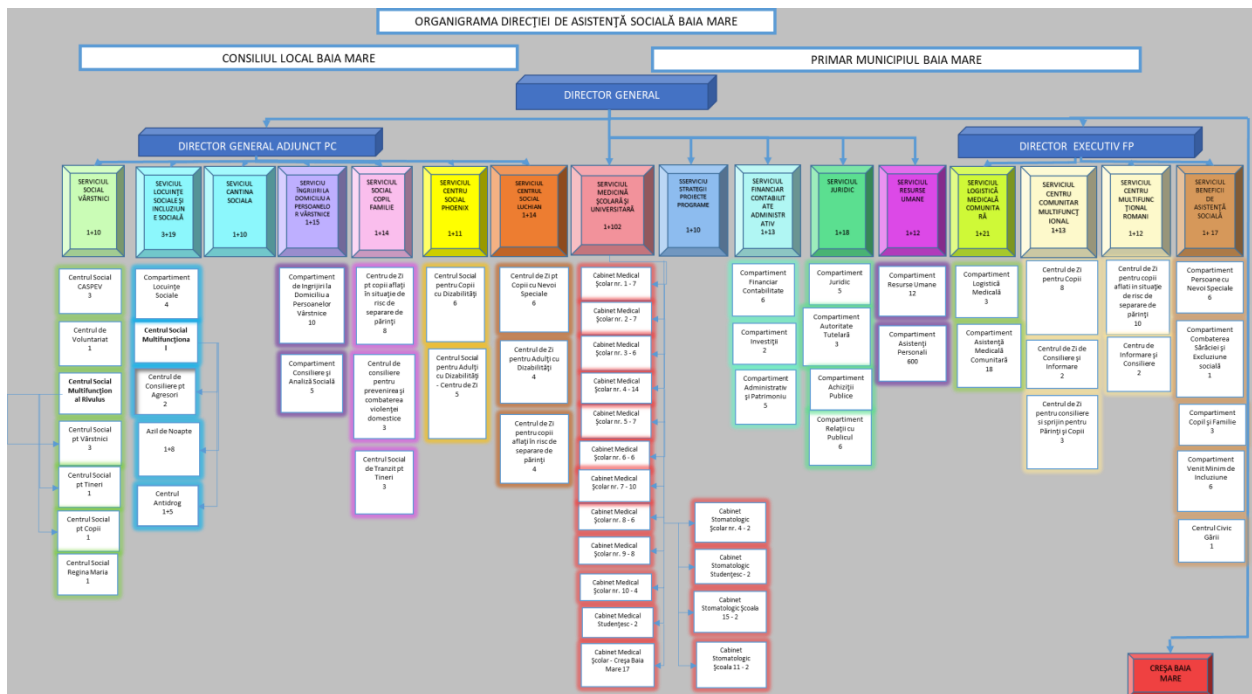 ORGANIGRAMA DIRECȚIEI DE ASISTENȚĂ SOCIALĂ BAIA MARE
CONSILIUL LOCAL BAIA MARE
PRIMAR MUNICIPIUL BAIA MARE
DIRECTOR GENERAL
DIRECTOR GENERAL ADJUNCT PC
DIRECTOR EXECUTIV FP
SERVICIUL
SOCIAL
VÂRSTNICI
1+10
SEVICIUL
LOCUINȚE
SOCIALE ȘI
INCLUZIUN
E SOCIALĂ
3+19
SEVICIUL
CANTINA
SOCIALA
1+10
SERVICIU
ÎNGRIJIRI LA
DOMICILIU A
PERSOANELO
R VÂRSTNICE
1+15
SERVICIUL
SOCIAL
COPIL
FAMILIE
1+14
SERVICIUL
CENTRU
SOCIAL
PHOENIX
1+11
SERVICIUL
CENTRUL
SOCIAL
LUCHIAN
1+14
SERVICIUL
MEDICINĂ
ȘCOLARĂ ȘI
UNIVERSITARĂ
1+102
SSERVICIU
STRATEGII
PROIECTE
PROGRAME
1+10
SERVICIUL
FINANCIAR
CONTABILIT
ATE
ADMINISTR
ATIV
1+13
SERVICIUL
JURIDIC
1+18
SERVICIUL
RESURSE
UMANE
1+12
SERVICIUL
LOGISTICĂ
MEDICALĂ
COMUNITA
RĂ
1+21
SERVICIUL
CENTRU
COMUNITAR
MULTIFUNCȚ
IONAL
1+13
SERVICIUL
CENTRUL
MULTIFUNC
ȚIONAL
ROMANI
1+12
SERVICIUL
BENEFICII
DE
ASISTENȚĂ
SOCIALĂ
1+ 17
Centrul Social
CASPEV
3
Centrul de
Voluntariat
1
Centrul Social
Multifuncțion
al Rivulus
Centrul Social
pt Vârstnici
3
Centrul Social
pt Tineri
1
Centrul Social
pt Copii
1
Centrul Social
Regina Maria
1
Compartiment
Locuințe
Sociale
4
Centrul Social
Multifuncționa
l
Centrul de
Consiliere pt
Agresori
2
Azil de Noapte
1+8
Centrul
Antidrog
1+5
Compartiment
de Ingrijiri la
Domiciliu a
Persoanelor
Vârstnice
10
Compartiment
Consiliere și
Analiză Socială
5
Centru de Zi
pt copii aflați
în situație de
risc de
separare de
părinți
8
Centrul de
consiliere
pentru
prevenirea și
combaterea
violenței
domestice
3
Centrul Social
de Tranzit pt
Tineri
3
Centrul Social
pentru Copii
cu Dizabilități
6
Centrul Social
pentru Adulți
cu Dizabilități
- Centru de Zi
5
Centrul de Zi pt
Copii cu Nevoi
Speciale
6
Centrul de Zi
pentru Adulți cu
Dizabilități
4
Centrul de Zi
pentru copii
aflați în risc de
separare de
părinți
4
Cabinet Medical
Școlar nr. 1 - 7
Cabinet Medical
Școlar nr. 2 - 7
Cabinet Medical
Școlar nr. 3 - 6
Cabinet Medical
Școlar nr. 4 - 14
Cabinet Medical
Școlar nr. 5 - 7
Cabinet Medical
Școlar nr. 6 - 6
Cabinet Medical
Școlar nr. 7 - 10
Cabinet Medical
Școlar nr. 8 - 6
Cabinet Medical
Școlar nr. 9 - 8
Cabinet Medical
Școlar nr. 10 - 4
Cabinet Medical
Studențesc - 2
Cabinet Medical
Școlar - Creșa Baia
Mare 17
Cabinet
Stomatologic
Școlar nr. 4 - 2
Cabinet
Stomatologic
Studențesc - 2
Cabinet
Stomatologic Școala
15 - 2
Cabinet
Stomatologic
Școala 11 - 2
Compartiment
Financiar
Contabilitate
6
Compartiment
Investiții
2
Compartiment
Administrativ
și Patrimoniu
5
Compartiment
Juridic
5
Compartiment
Autoritate
Tutelară
3
Compartiment
Achiziții
Publice
4
Compartiment
Relații cu
Publicul
6
Compartiment
Resurse Umane
12
Compartiment
Asistenți
Personali
600
Compartiment
Logistică
Medicală
3
Compartiment
Asistență
Medicală
Comunitară
18
Centrul de Zi
pentru Copii
8
Centrul de Zi de
Consiliere și
Informare
2
Centrul de Zi
pentru consiliere
si sprijin pentru
Părinți și Copii
3
Centrul de Zi
pentru copii
aflati in situație
de risc de
separare de
părinți
10
Centru de
Informare și
Consiliere
2
Compartiment
Persoane cu
Nevoi Speciale
6
Compartiment
Combaterea
Sărăciei și
Excluziune
socială
1
Compartiment
Copil și Familie
3
Compartiment
Venit Minim de
Incluziune
6
Centrul Civic
Gării
1
CREȘA BAIA
MARE